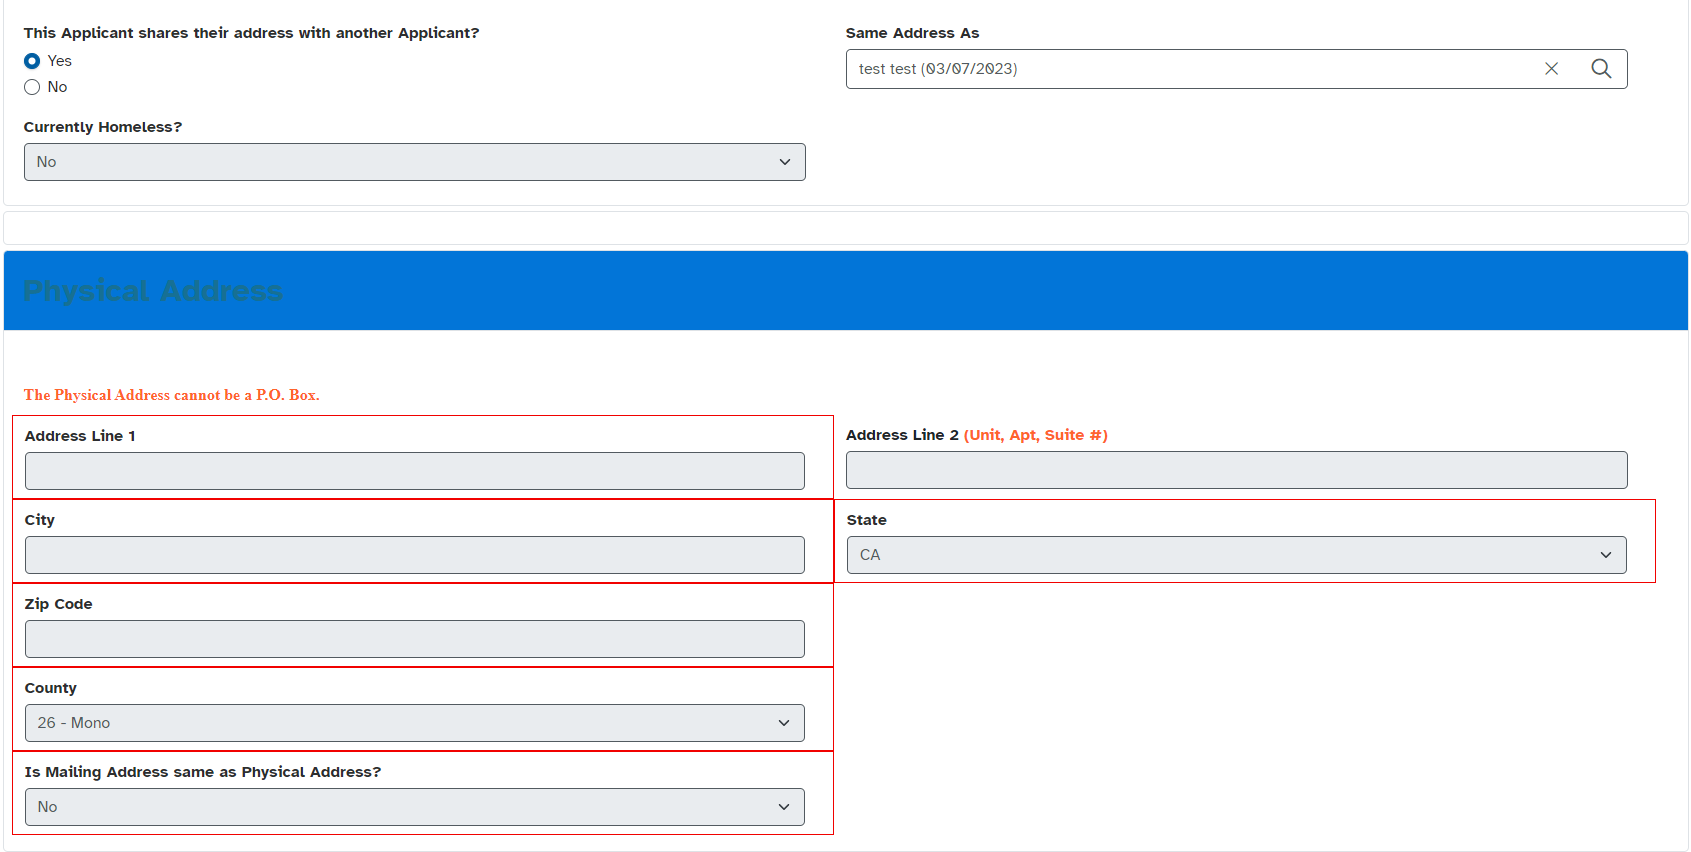 This Applicant shares their address with another Applicant?
Yes
No
Same Address As
test test (03/07/2023)
Currently Homeless?
No
Physical Address
The Physical Address cannot be a P.O. Box.
Address Line 1
Address Line 2 (Unit, Apt, Suite #)
City
State
CA
Zip Code
County
26 - Mono
Is Mailing Address same as Physical Address?
No